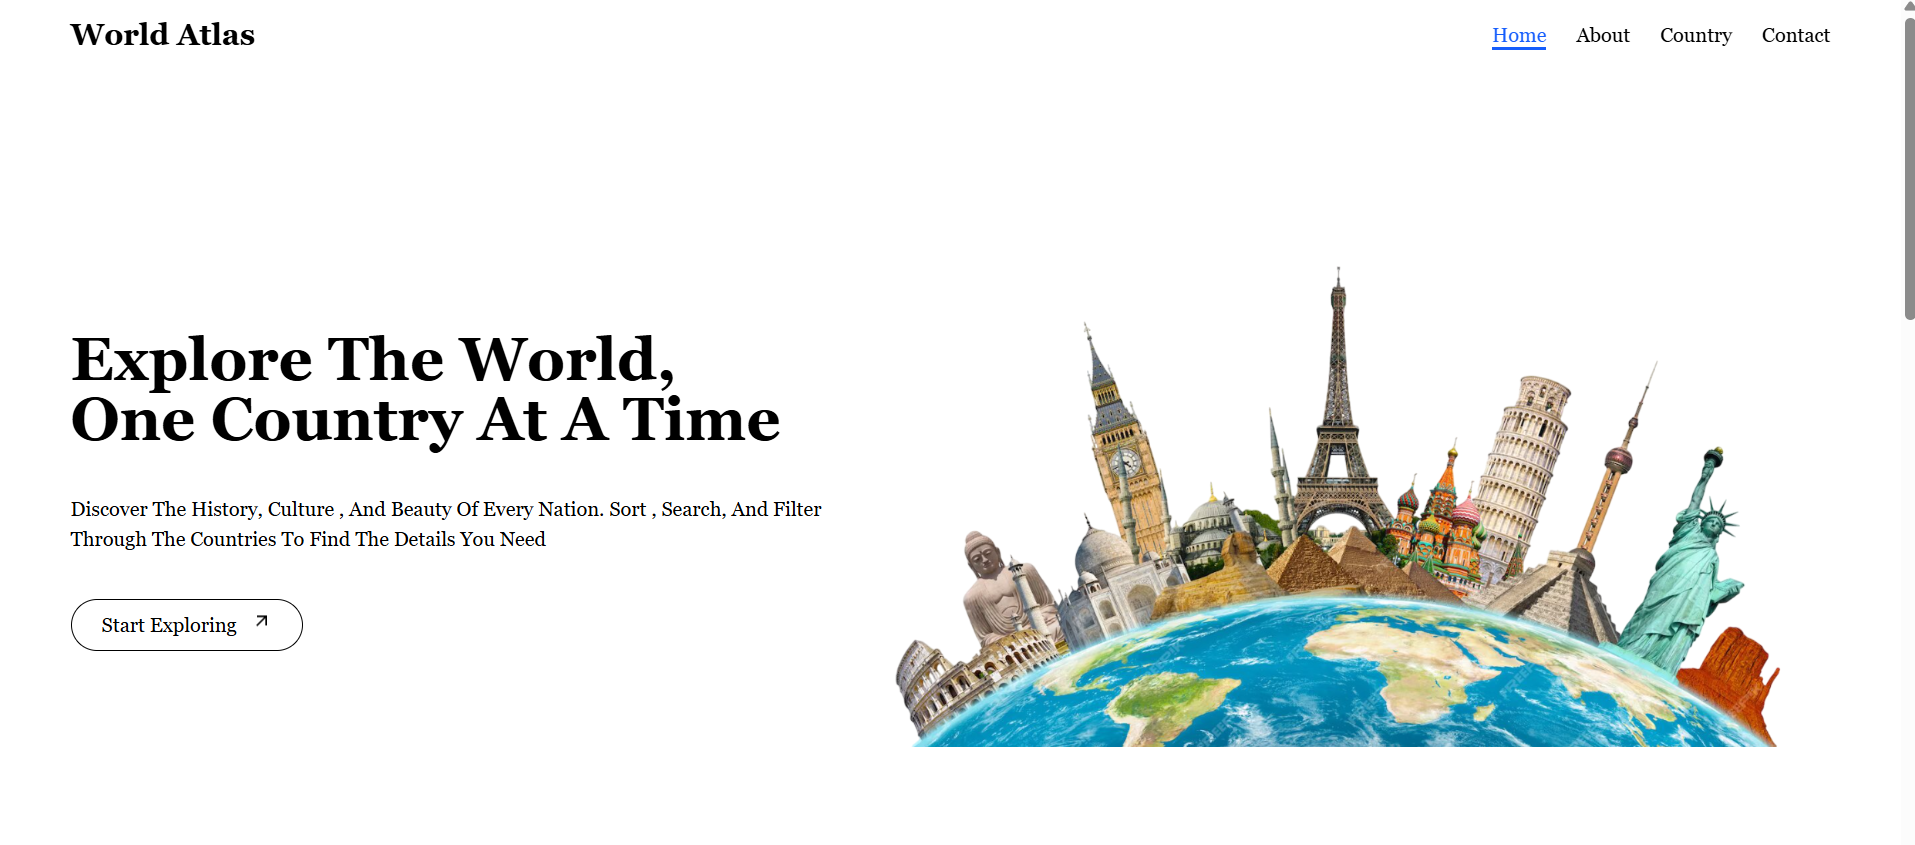 World Atlas
Home About Country Contact
Explore The World,
One Country At A Time
Discover The History, Culture , And Beauty Of Every Nation. Sort , Search, And Filter
Through The Countries To Find The Details You Need
Start Exploring